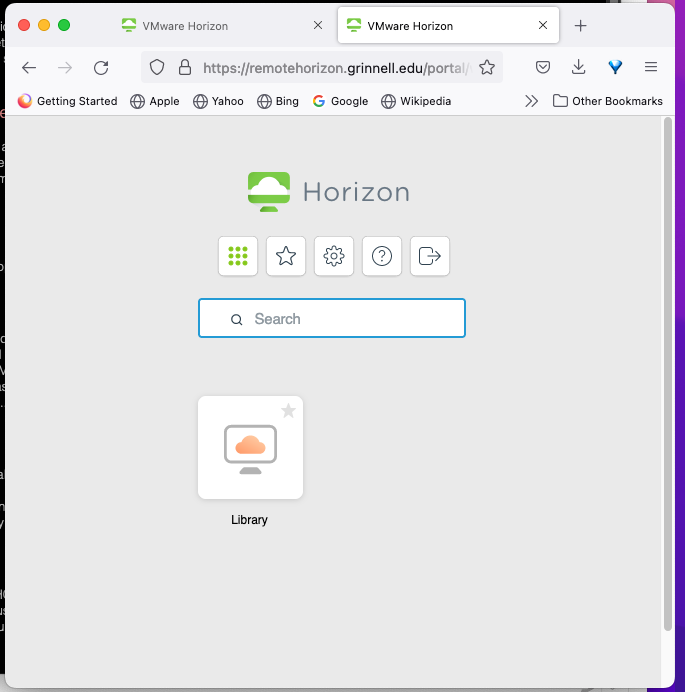 VMware Horizon
VMware Horizon
https://remotehorizon.grinnell.edu/portal/
Getting Started Apple Yahoo Bing Google Wikipedia Other Bookmarks
Horizon
Search
Library